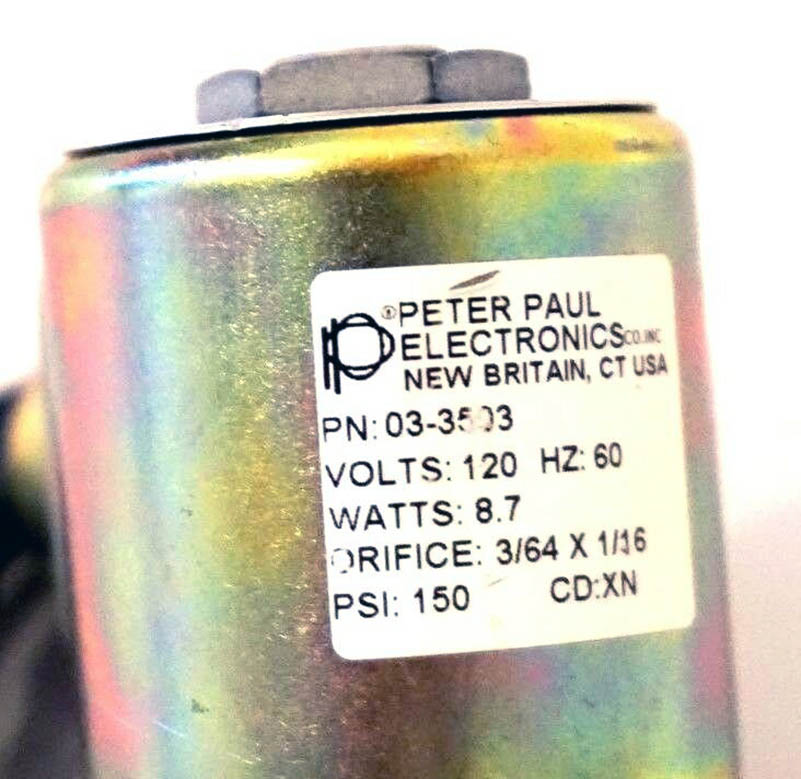 ® PETER PAUL
ELECTRONICS CO. INC
NEW BRITAIN, CT USA
PN:
VOLTS: 120 HZ: 60
WATTS: 8.7
ORIFICE: 3/64 X 1/16
PSI: 150 CD:XN